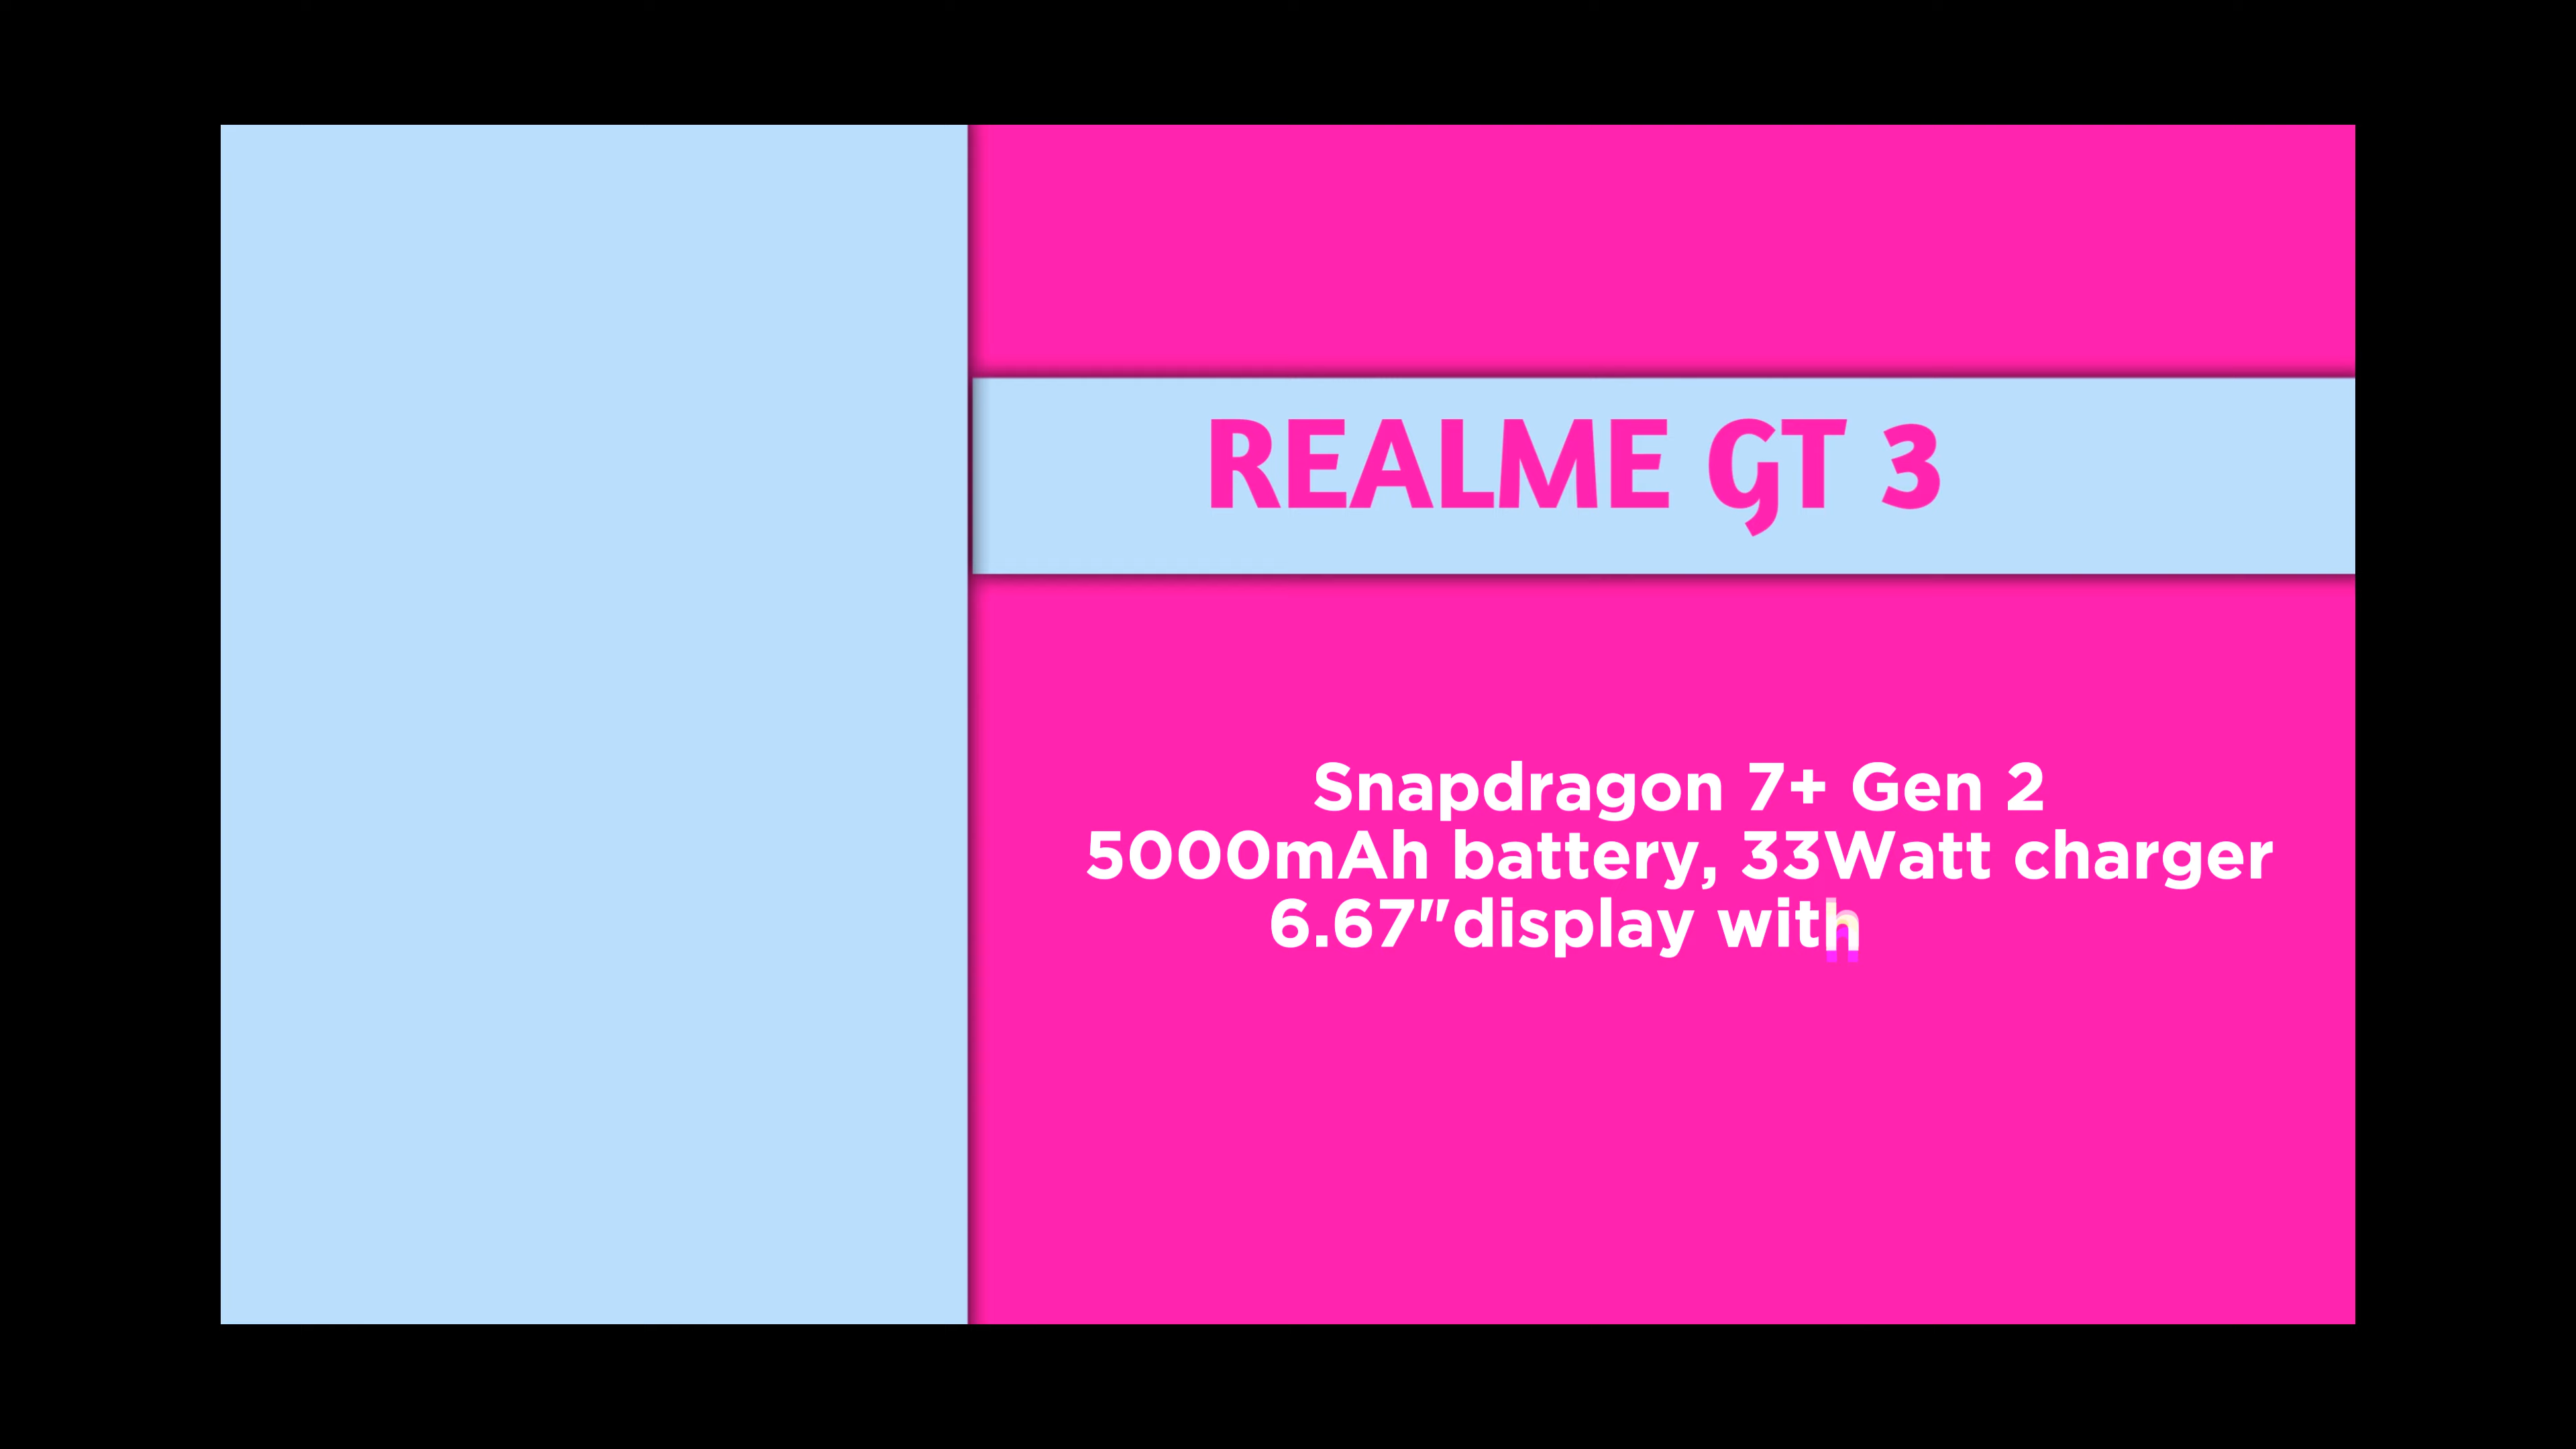 REALME GT 3
Snapdragon 7+ Gen 2
5000mAh battery, 33Watt charger
6.67"display with